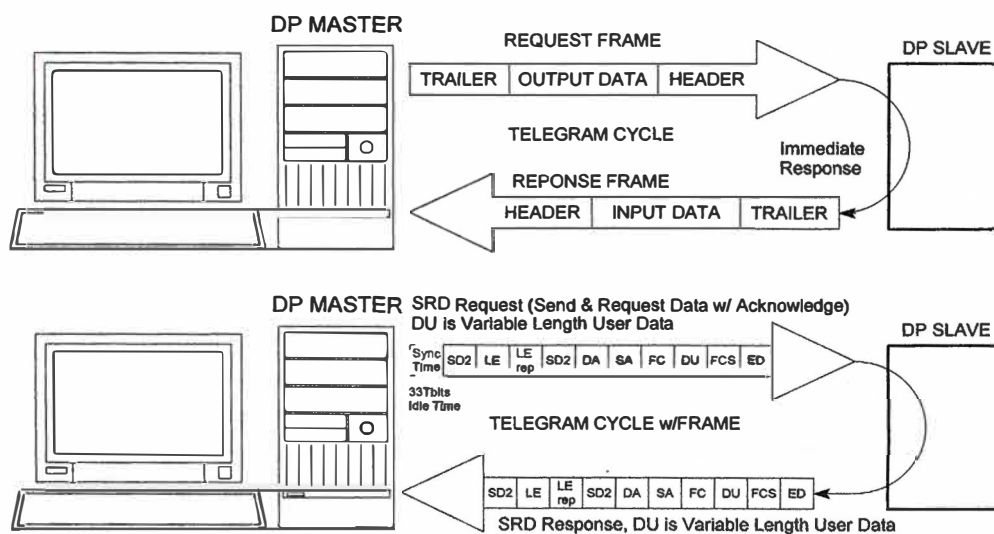 DP MASTER
REQUEST FRAME
DP SLAVE
TRAILER OUTPUT DATA HEADER
TELEGRAM CYCLE
Immediate
Response
REPONSE FRAME
HEADER INPUT DATA TRAILER
DP MASTER
SRD Request (Send & Request Data w/ Acknowledge)
DU is Variable Length User Data
DP SLAVE
Sync
Time
SD2 LE LE rep SD2 DA SA FC DU FCS ED
33Tbits
Idle Time
TELEGRAM CYCLE w/FRAME
SD2 LE LE rep SD2 DA SA FC DU FCS ED
SRD Response, DU is Variable Length User Data